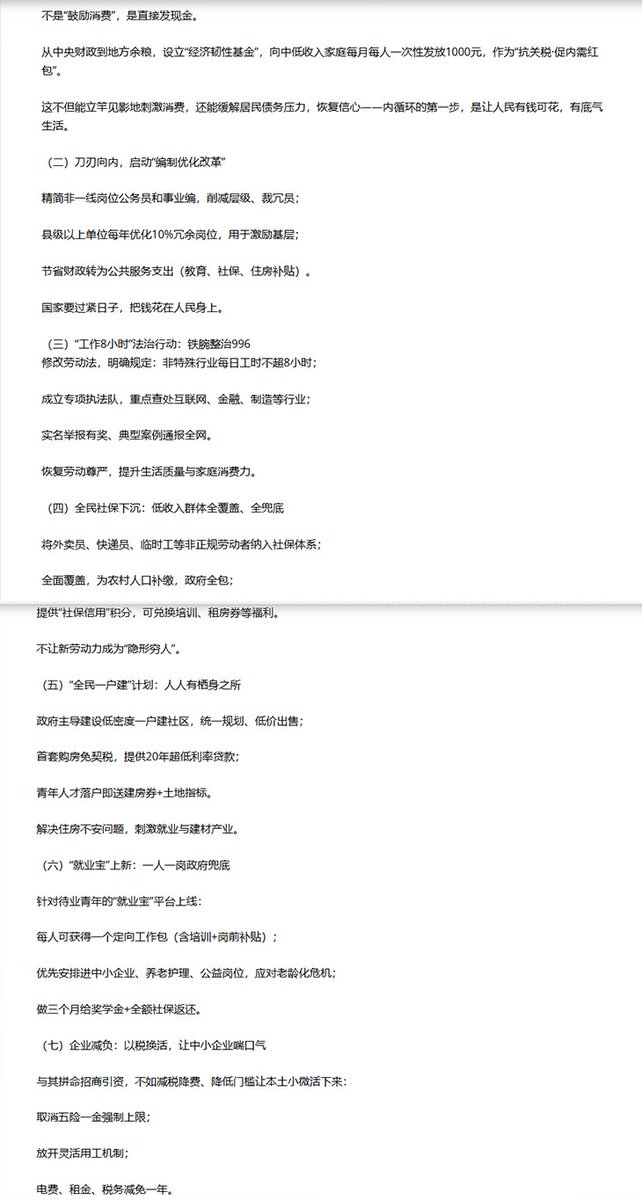 不是“鼓励消费”，是直接发现金。
从中央财政到地方余粮，设立“经济韧性基金”，向中低收入家庭每月每人一次性发放1000元，作为“抗关税·促内需红
包”。
这不但能立竿见影地刺激消费，还能缓解居民债务压力，恢复信心——内循环的第一步，是让人民有钱可花，有底气
生活。
（二）刀刃向内，启动“编制优化改革”
精简非一线岗位公务员和事业编，削减层级、裁冗员；
县级以上单位每年优化10%冗余岗位，用于激励基层；
节省财政转为公共服务支出（教育、社保、住房补贴）。
国家要过紧日子，把钱花在人民身上。
（三）“工作8小时”法治行动：铁腕整治996
修改劳动法，明确规定：非特殊行业每日工时不超8小时；
成立专项执法队，重点查处互联网、金融、制造等行业；
实名举报有奖、典型案例通报全网。
恢复劳动尊严，提升生活质量与家庭消费力。
（四）全民社保下沉：低收入群体全覆盖、全兜底
将外卖员、快递员、临时工等非正规劳动者纳入社保体系；
全面覆盖，为农村人口补缴，政府全包；
提供“社保信用”积分，可兑换培训、租房券等福利。
不让新劳动力成为“隐形穷人”。
（五）“全民一户建”计划：人人有栖身之所
政府主导建设低密度一户建社区，统一规划、低价出售；
首套购房免契税，提供20年超低利率贷款；
青年人才落户即送建房券+土地指标。
解决住房不安问题，刺激就业与建材产业。
（六）“就业宝”上新：一人一岗政府兜底
针对待业青年的“就业宝”平台上线：
每人可获得一个定向工作包（含培训+岗前补贴）；
优先安排进中小企业、养老护理、公益岗位，应对老龄化危机；
做三个月给奖学金+全额社保返还。
（七）企业减负：以税换活，让中小企业喘口气
与其拼命招商引资，不如减税降费、降低门槛让本土小微活下来：
取消五险一金强制上限；
放开灵活用工机制；
电费、租金、税务减免一年。